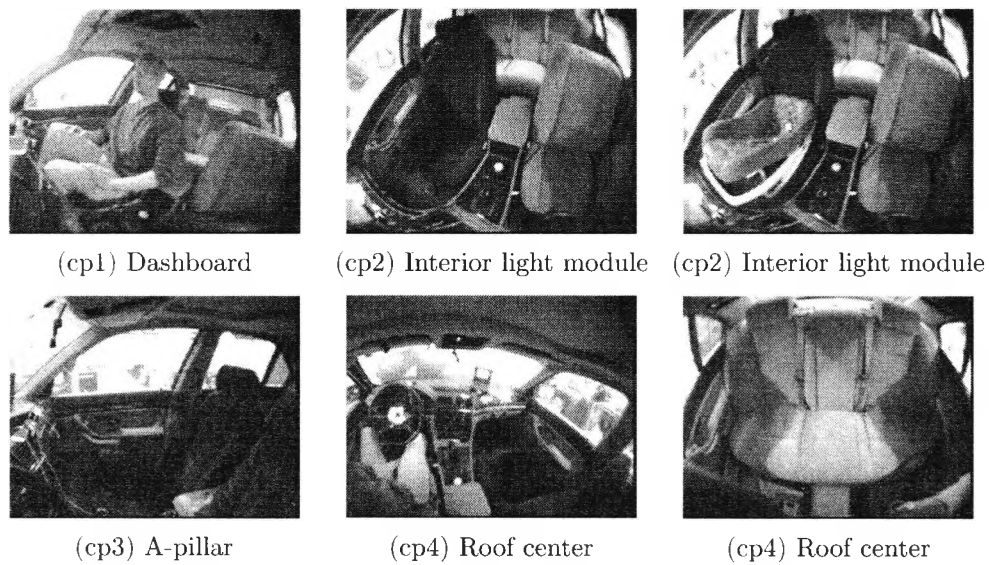 (cp1) Dashboard
(cp2) Interior light module
(cp2) Interior light module
(cp3) A-pillar
(cp4) Roof center
(cp4) Roof center